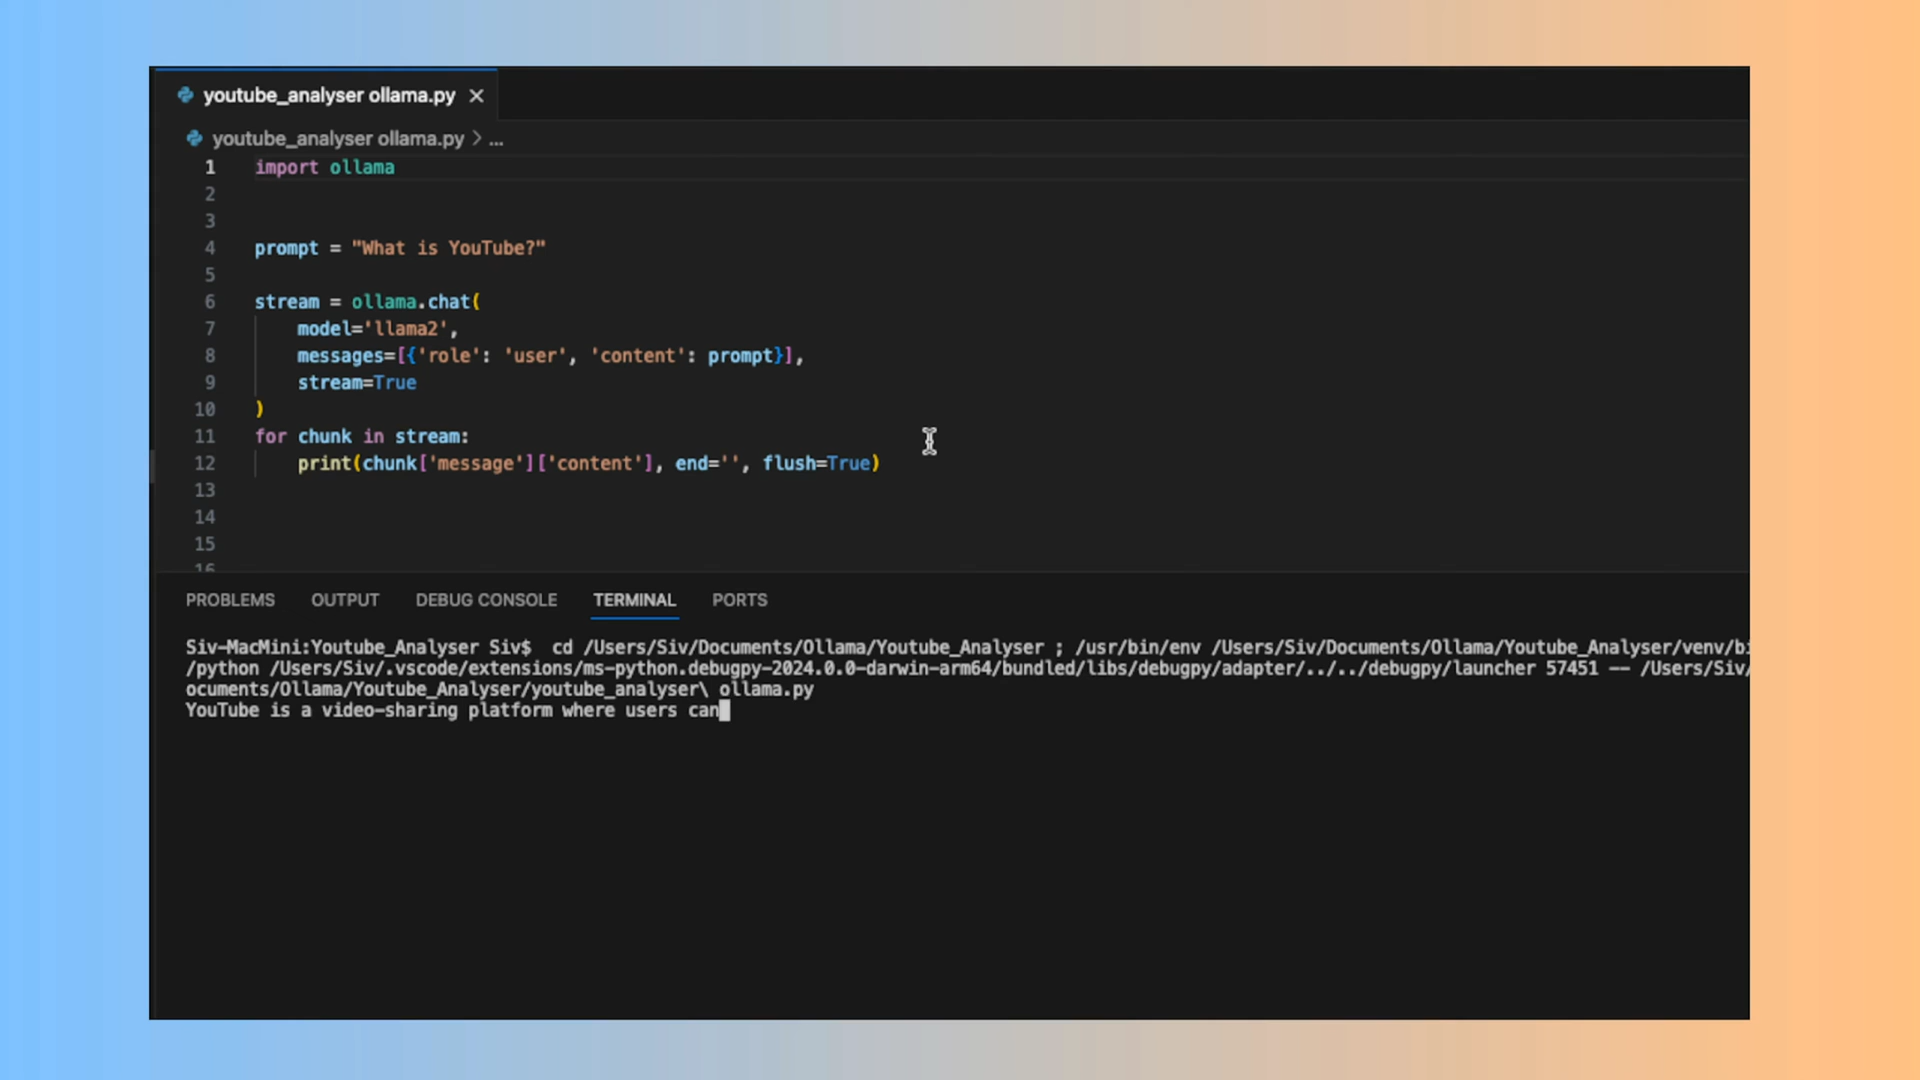 youtube_analyser ollama.py
youtube_analyser ollama.py > ...
1 import ollama
2
3
4 prompt = "What is YouTube?"
5
6 stream = ollama.chat(
7     model='llama2',
8     messages=[{'role': 'user', 'content': prompt}],
9     stream=True
10 )
11 for chunk in stream:
12     print(chunk['message']['content'], end='', flush=True)
13
14
15
16
PROBLEMS OUTPUT DEBUG CONSOLE TERMINAL PORTS
Siv-MacMini:Youtube_Analyser Siv$  cd /Users/Siv/Documents/Ollama/Youtube_Analyser ; /usr/bin/env /Users/Siv/Documents/Ollama/Youtube_Analyser/venv/bi
/python /Users/Siv/.vscode/extensions/ms-python.debugpy-2024.0.0-darwin-arm64/bundled/libs/debugpy/adapter/../../debugpy/launcher 57451 -- /Users/Siv/
ocuments/Ollama/Youtube_Analyser/youtube_analyser\ ollama.py
YouTube is a video-sharing platform where users can